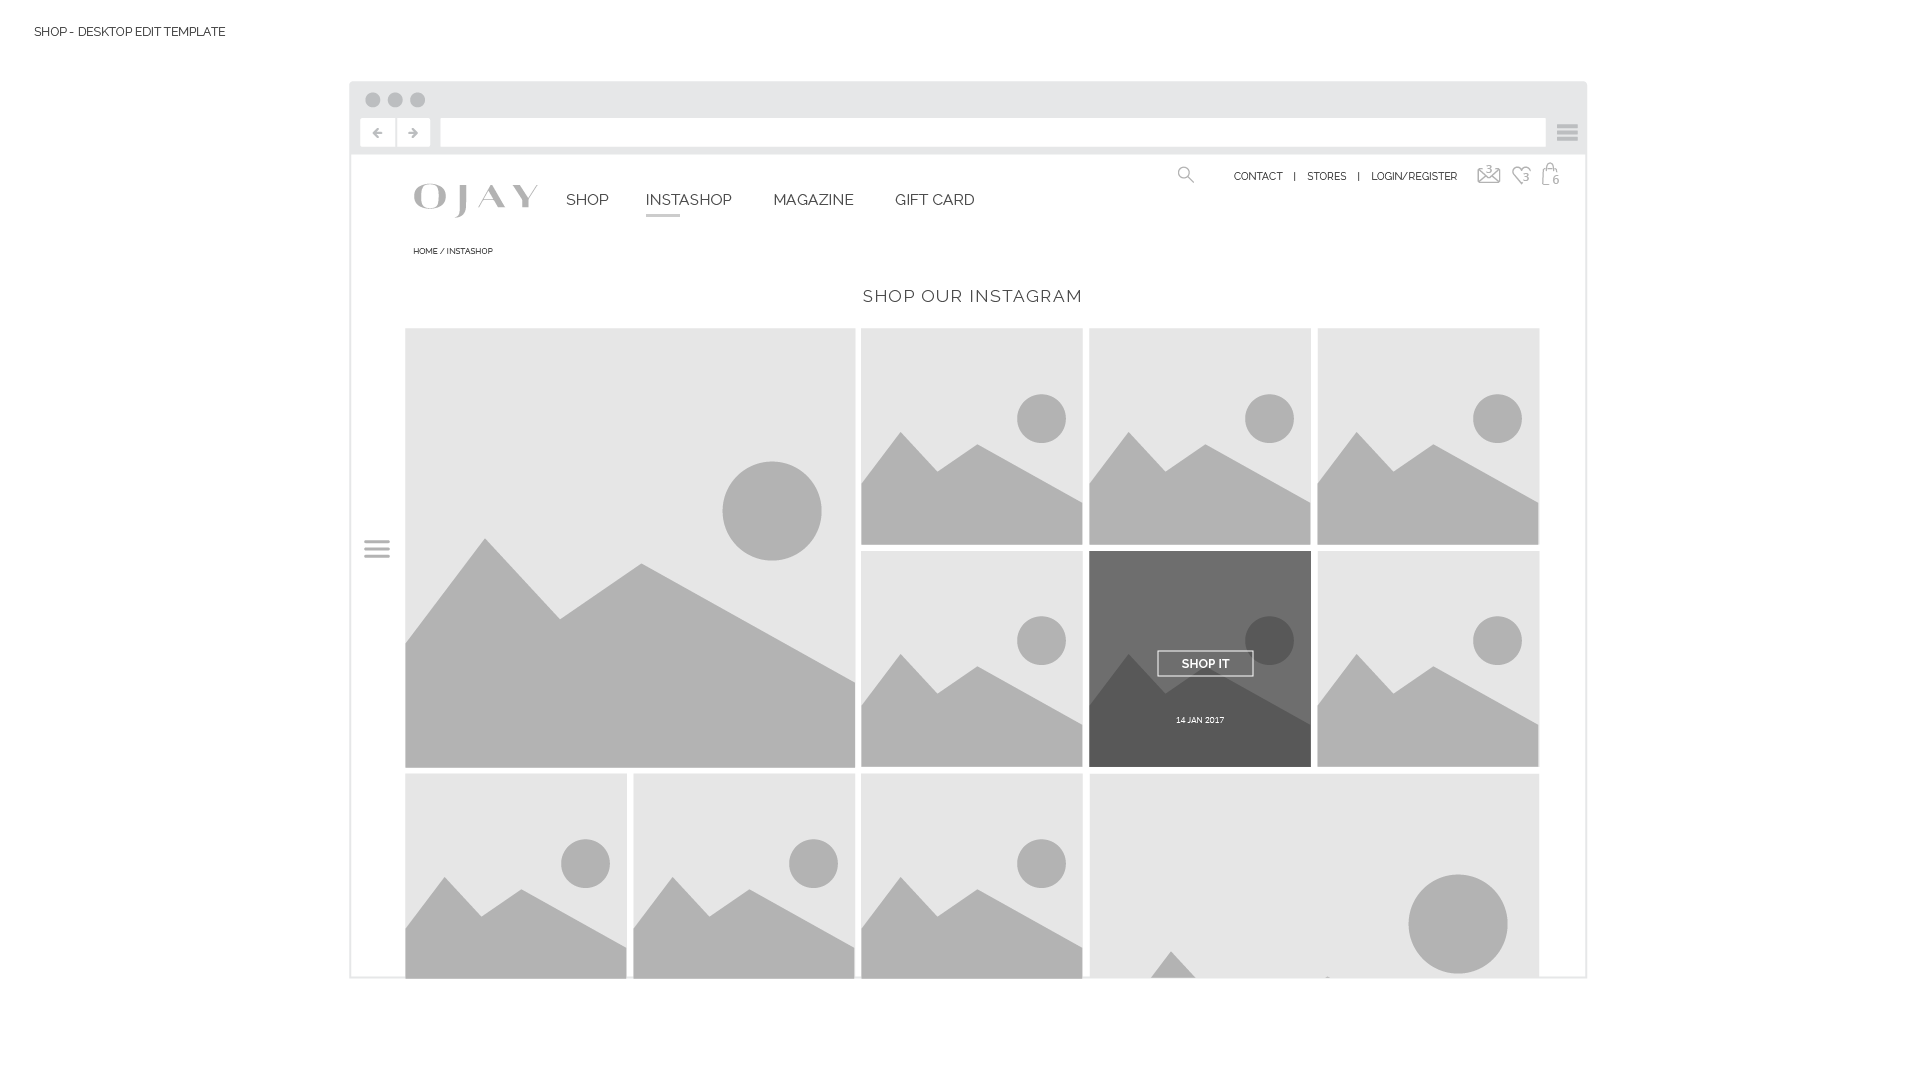 SHOP - DESKTOP EDIT TEMPLATE
CONTACT | STORES | LOGIN/REGISTER 3 3 6
OJAY SHOP INSTASHOP MAGAZINE GIFT CARD
HOME / INSTASHOP
SHOP OUR INSTAGRAM
SHOP IT
14 JAN 2017